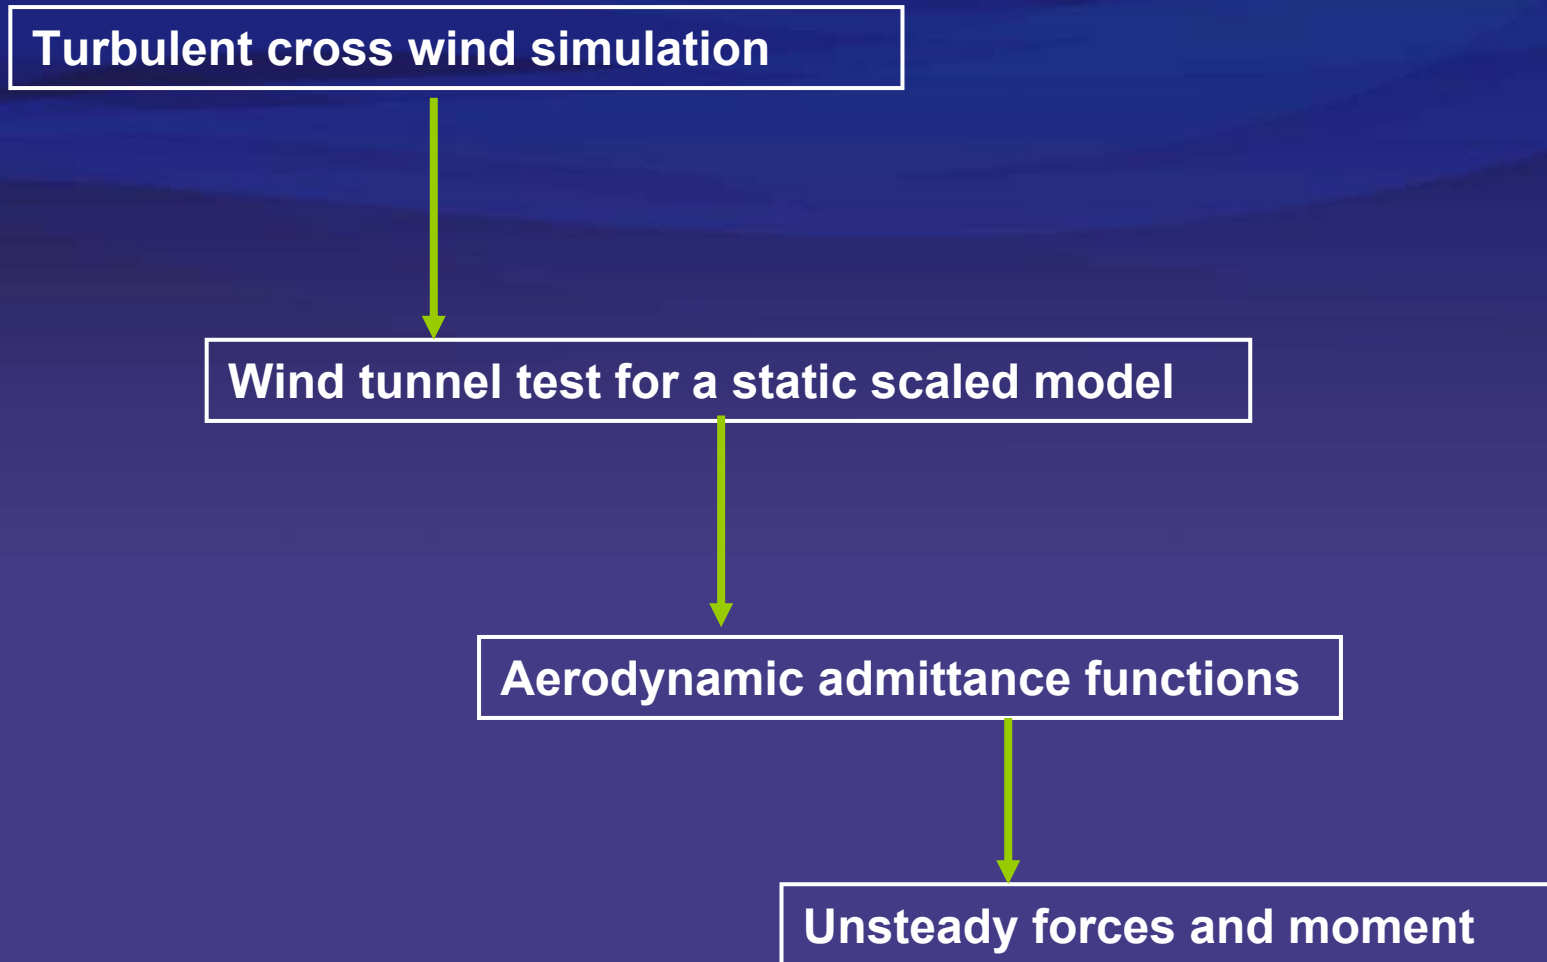 Turbulent cross wind simulation
Wind tunnel test for a static scaled model
Aerodynamic admittance functions
Unsteady forces and moment